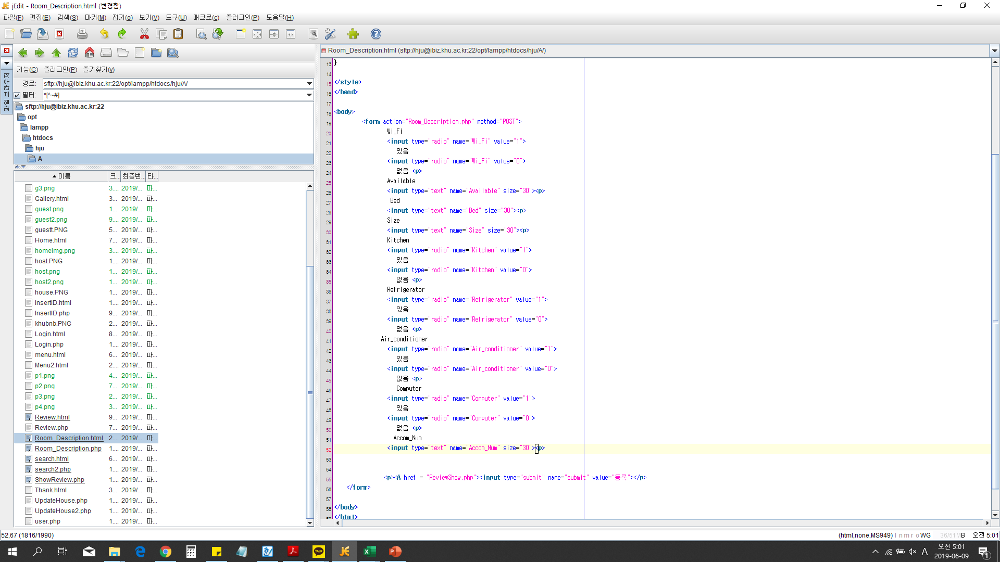 jEdit - Room_Description.html (변경함)
파일(F) 편집(E) 검색(S) 마커(M) 접기(o) 보기(V) 도구(U) 매크로(c) 플러그인(P) 도움말(H)
Room_Description.html (sftp://hju@ibiz.khu.ac.kr:22/opt/lampp/htdocs/hju/A/)
기능(C) 플러그인(P) 즐겨찾기(v)
경로: sftp://hju@ibiz.khu.ac.kr:22/opt/lampp/htdocs/hju/A/
필터: *[^~#]
sftp://hju@ibiz.khu.ac.kr:22
opt
lampp
htdocs
hju
A
이름 크... 최종변... 타...
g3.png 3.... 2019/... 파...
Gallery.html 3... 2019/... 파...
guest.png 1... 2019/... 파...
guest2.png 9... 2019/... 파...
guestt.PNG 5... 2019/... 파...
Home.html 7... 2019/... 파...
homeimg.png 3.... 2019/... 파...
host.PNG 1.... 2019/... 파...
host.png 1... 2019/... 파...
host2.png 1... 2019/... 파...
house.PNG 1... 2019/... 파...
InsertID.html 1.... 2019/... 파...
InsertID.php 9... 2019/... 파...
khubnb.PNG 2... 2019/... 파...
Login.html 8... 2019/... 파...
Login.php 1.... 2019/... 파...
menu.html 6... 2019/... 파...
Menu2.html 2.... 2019/... 파...
p1.png 4... 2019/... 파...
p2.png 7... 2019/... 파...
p3.png 2... 2019/... 파...
p4.png 3... 2019/... 파...
Review.html 9... 2019/... 파...
Review.php 7... 2019/... 파...
Room_Description.html 2.... 2019/... 파...
Room_Description.php 1.... 2019/... 파...
search.html 6... 2019/... 파...
search2.php 1.... 2019/... 파...
ShowReview.php 1.... 2019/... 파...
Thank.html 3... 2019/... 파...
UpdateHouse.php 1.... 2019/... 파...
UpdateHouse2.php 1.... 2019/... 파...
user.php 1.... 2019/... 파...
13 }
14
15 </style>
16 </head>
17
18 <body>
19 <form action="Room_Description.php" method="POST">
20 Wi_Fi
21 <input type="radio" name="Wi_Fi" value="1">
22 있음
23 <input type="radio" name="Wi_Fi" value="0">
24 없음 <p>
25 Available
26 <input type="text" name="Available" size="30"><p>
27 Bed
28 <input type="text" name="Bed" size="30"><p>
29 Size
30 <input type="text" name="Size" size="30"><p>
31 Kitchen
32 <input type="radio" name="Kitchen" value="1">
33 있음
34 <input type="radio" name="Kitchen" value="0">
35 없음 <p>
36 Refrigerator
37 <input type="radio" name="Refrigerator" value="1">
38 있음
39 <input type="radio" name="Refrigerator" value="0">
40 없음 <p>
41 Air_conditioner
42 <input type="radio" name="Air_conditioner" value="1">
43 있음
44 <input type="radio" name="Air_conditioner" value="0">
45 없음 <p>
46 Computer
47 <input type="radio" name="Computer" value="1">
48 있음
49 <input type="radio" name="Computer" value="0">
50 없음 <p>
51 Accom_Num
52 <input type="text" name="Accom_Num" size="30"><p>
53
54
55 <p><A href = "ReviewShow.php"><input type="submit" name="submit" value="등록"></p>
56 </form>
57
58 </body>
59 </html>
52,67 (1816/1990) (html,none,MS949) l n m r o WG 36/51MB 오전 5:01
TALK
A 오전 5:01
2019-06-09
1